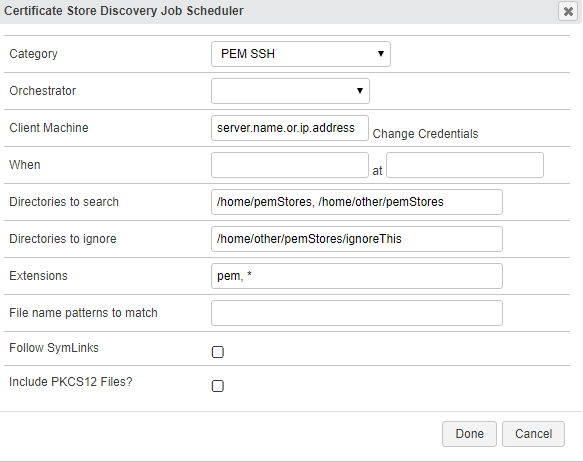 Certificate Store Discovery Job Scheduler
Category PEM SSH
Orchestrator
Client Machine server.name.or.ip.address Change Credentials
When at
Directories to search /home/pemStores, /home/other/pemStores
Directories to ignore /home/other/pemStores/ignoreThis
Extensions pem, *
File name patterns to match
Follow SymLinks
Include PKCS12 Files?
Done Cancel